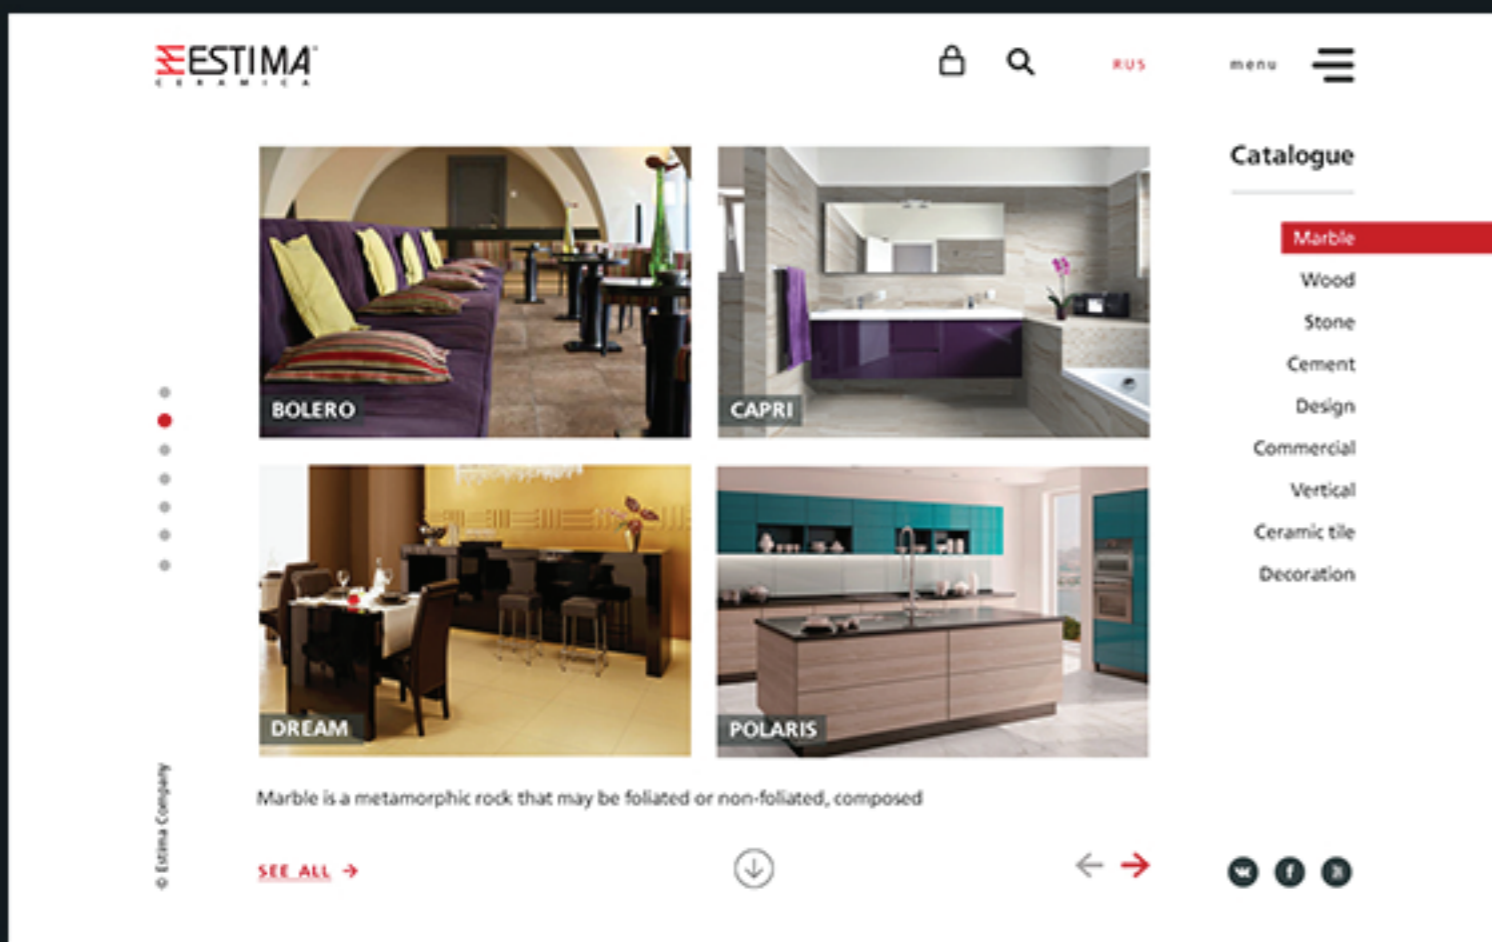 ESTIMA
CERAMICA
RUS
menu
Catalogue
Marble
Wood
Stone
Cement
Design
Commercial
Vertical
Ceramic tile
Decoration
BOLERO
CAPRI
DREAM
POLARIS
Marble is a metamorphic rock that may be foliated or non-foliated, composed
SEE ALL
© Estima Company